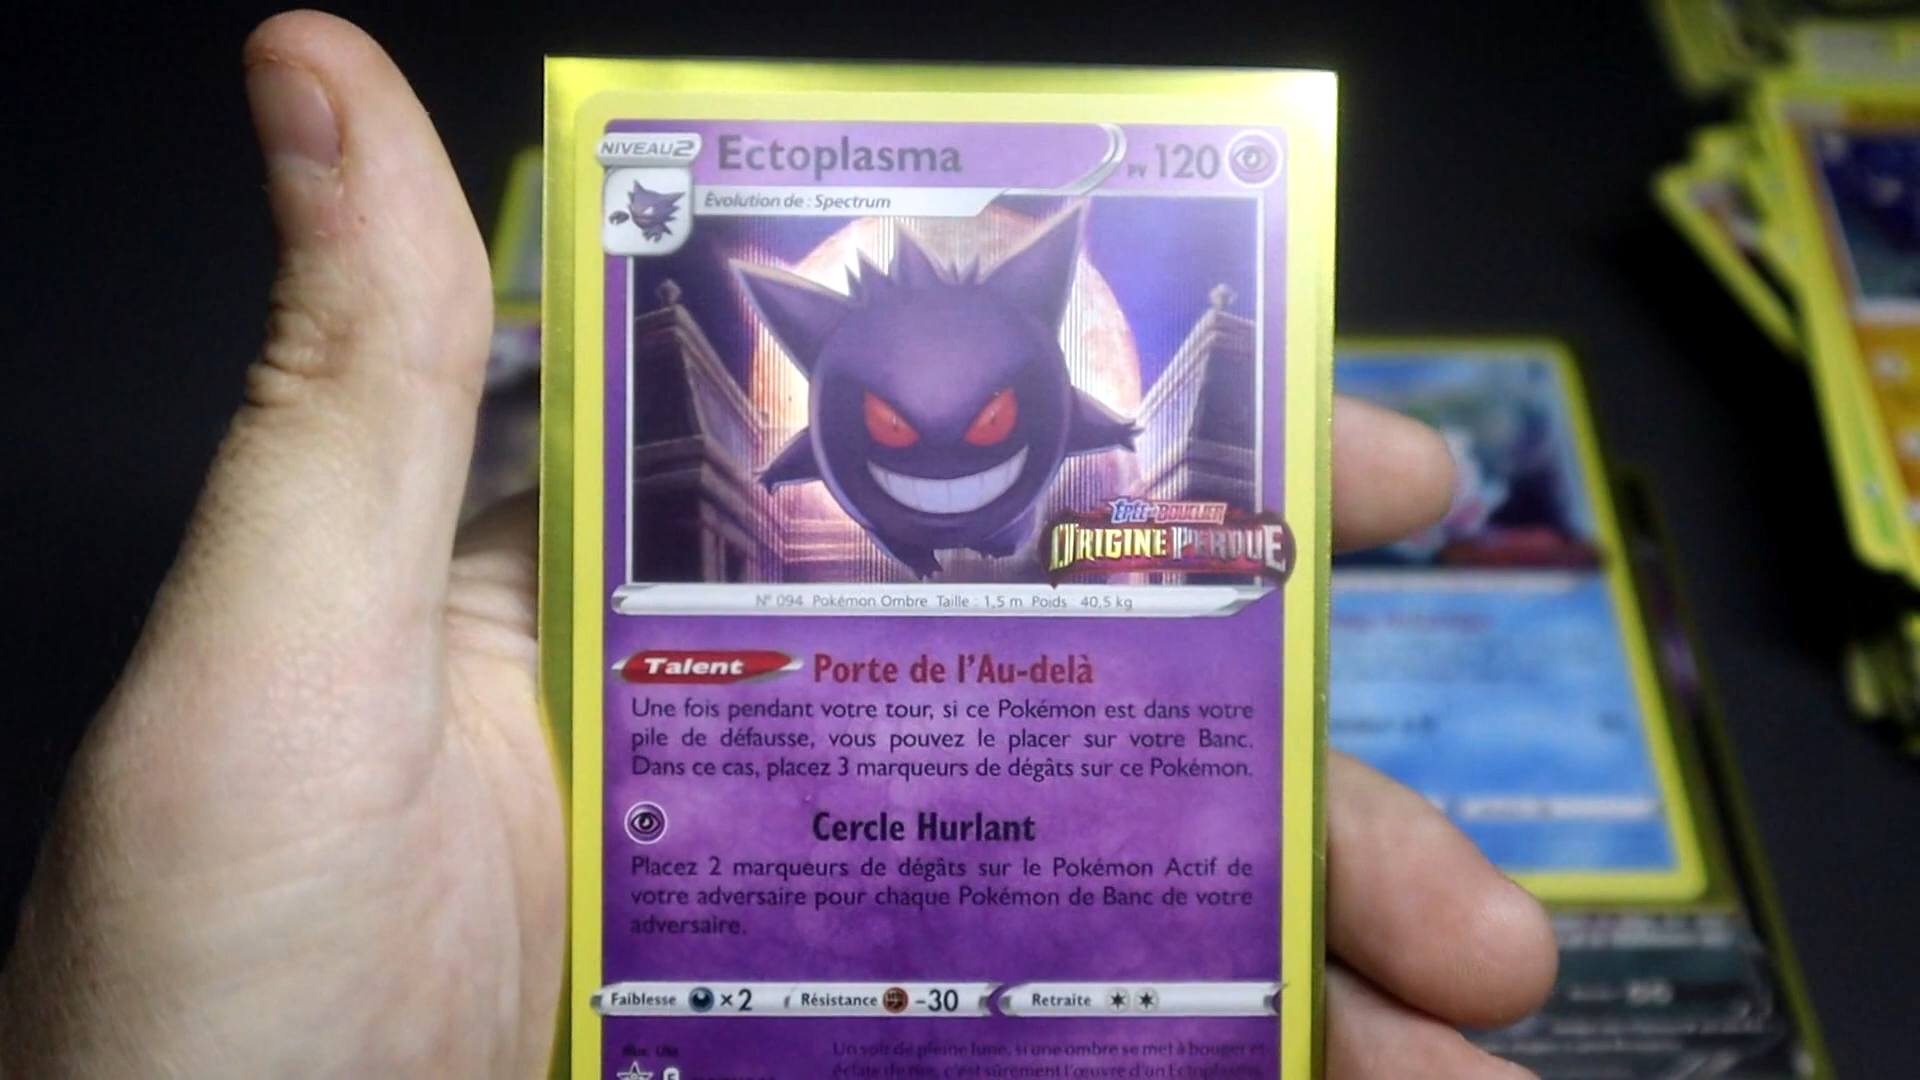 NIVEAU 2
Ectoplasma
PV 120
Évolution de : Spectrum
ÉPÉE ET BOUCLIER
ORIGINE PERDUE
N° 094 Pokémon Ombre Taille : 1,5 m Poids : 40,5 kg
Talent Porte de l'Au-delà
Une fois pendant votre tour, si ce Pokémon est dans votre
pile de défausse, vous pouvez le placer sur votre Banc.
Dans ce cas, placez 3 marqueurs de dégâts sur ce Pokémon.
Cercle Hurlant
Placez 2 marqueurs de dégâts sur le Pokémon Actif de
votre adversaire pour chaque Pokémon de Banc de votre
adversaire.
Faiblesse ×2 Résistance -30 Retraite
Un soir de pleine lune, si une ombre se met à bouger et
éclate de rire, c'est sûrement l'œuvre d'un Ectoplasma.